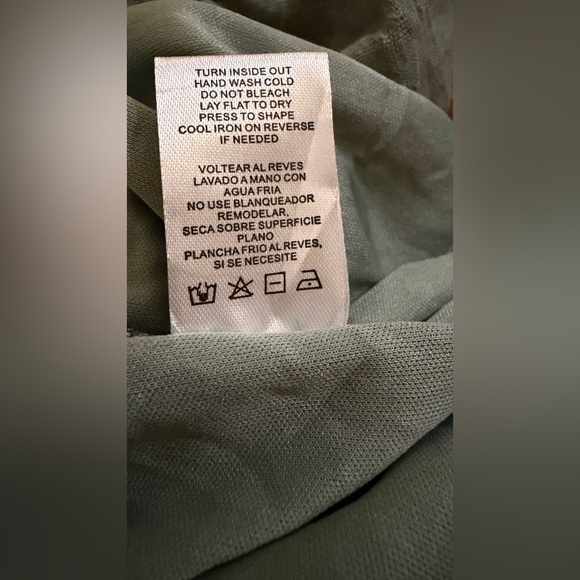 TURN INSIDE OUT
HAND WASH COLD
DO NOT BLEACH
LAY FLAT TO DRY
PRESS TO SHAPE
COOL IRON ON REVERSE
IF NEEDED
VOLTEAR AL REVES
LAVADO A MANO CON
AGUA FRIA
NO USE BLANQUEADOR
REMODELAR,
SECA SOBRE SUPERFICIE
PLANO
PLANCHA FRIO AL REVES,
SI SE NECESITE